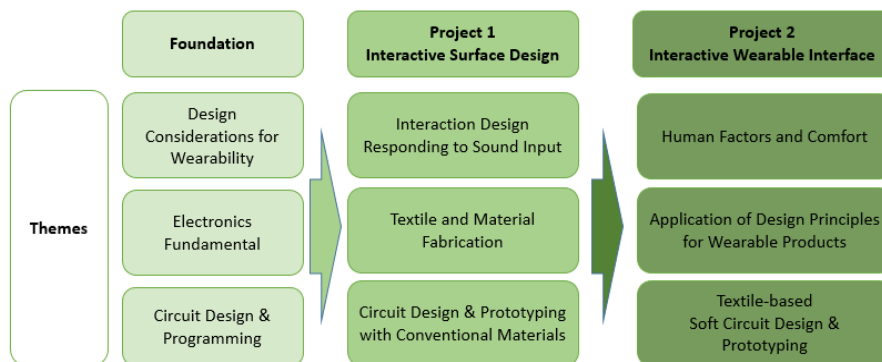 Foundation
Project 1
Interactive Surface Design
Project 2
Interactive Wearable Interface
Themes
Design
Considerations for
Wearability
Interaction Design
Responding to Sound Input
Human Factors and Comfort
Electronics
Fundamental
Textile and Material
Fabrication
Application of Design Principles
for Wearable Products
Circuit Design &
Programming
Circuit Design & Prototyping
with Conventional Materials
Textile-based
Soft Circuit Design &
Prototyping